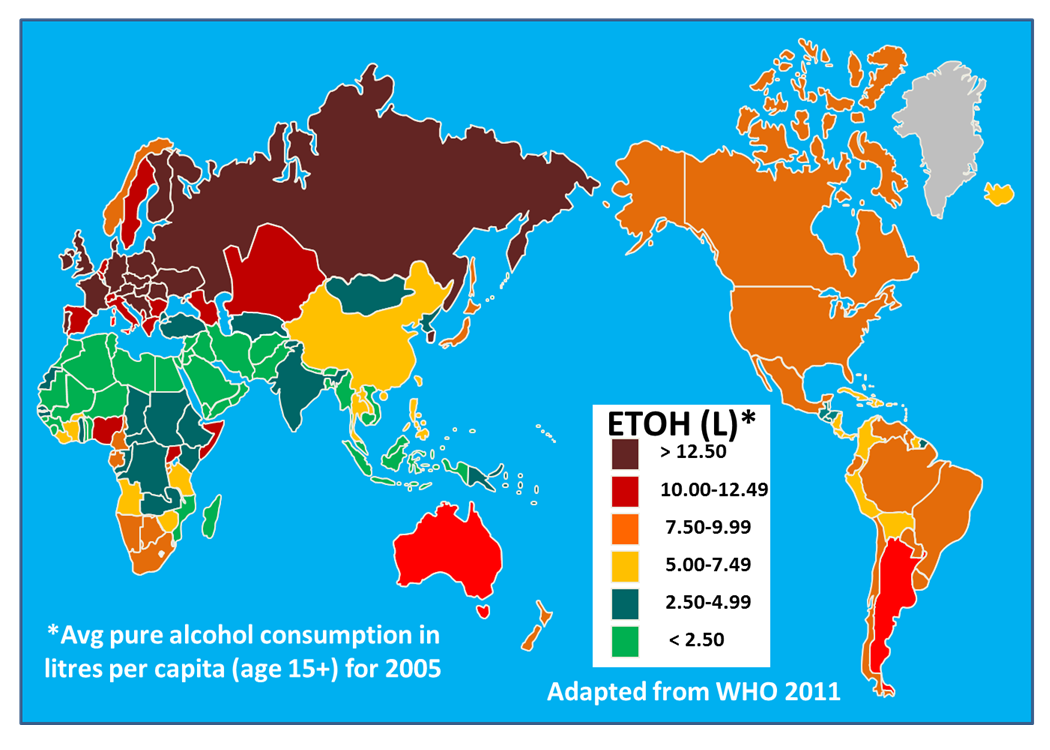 ETOH (L)*
> 12.50
10.00-12.49
7.50-9.99
5.00-7.49
2.50-4.99
< 2.50
*Avg pure alcohol consumption in
litres per capita (age 15+) for 2005
Adapted from WHO 2011